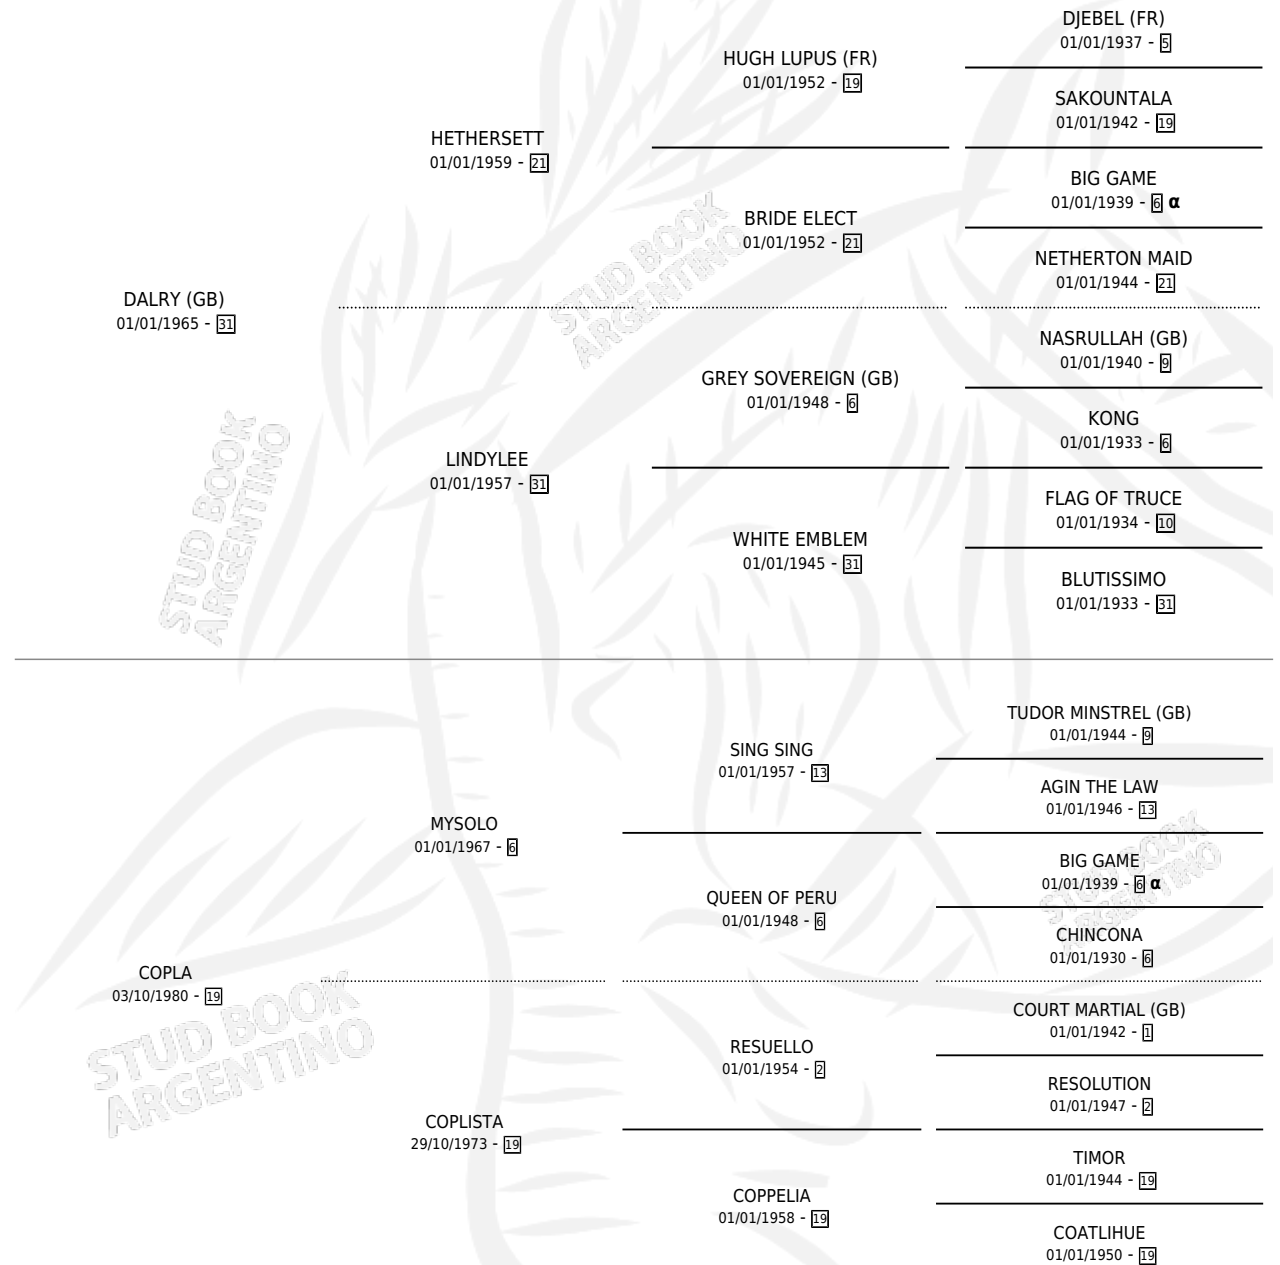 DJEBEL (FR)
01/01/1937 - 5
HUGH LUPUS (FR)
01/01/1952 - 19
SAKOUNTALA
01/01/1942 - 19
HETHERSETT
01/01/1959 - 21
BIG GAME
01/01/1939 - 6 α
BRIDE ELECT
01/01/1952 - 21
NETHERTON MAID
01/01/1944 - 21
DALRY (GB)
01/01/1965 - 31
NASRULLAH (GB)
01/01/1940 - 9
GREY SOVEREIGN (GB)
01/01/1948 - 6
KONG
01/01/1933 - 6
LINDYLEE
01/01/1957 - 31
FLAG OF TRUCE
01/01/1934 - 10
WHITE EMBLEM
01/01/1945 - 31
BLUTISSIMO
01/01/1933 - 31
STUD BOOK
ARGENTINO
STUD BOOK
ARGENTINO
TUDOR MINSTREL (GB)
01/01/1944 - 9
SING SING
01/01/1957 - 13
AGIN THE LAW
01/01/1946 - 13
MYSOLO
01/01/1967 - 6
BIG GAME
01/01/1939 - 6 α
QUEEN OF PERU
01/01/1948 - 6
CHINCONA
01/01/1930 - 6
COPLA
03/10/1980 - 19
COURT MARTIAL (GB)
01/01/1942 - 1
RESUELLO
01/01/1954 - 2
RESOLUTION
01/01/1947 - 2
COPLISTA
29/10/1973 - 19
TIMOR
01/01/1944 - 19
COPPELIA
01/01/1958 - 19
COATLIHUE
01/01/1950 - 19
STUD BOOK
ARGENTINO
STUD BOOK
ARGENTINO